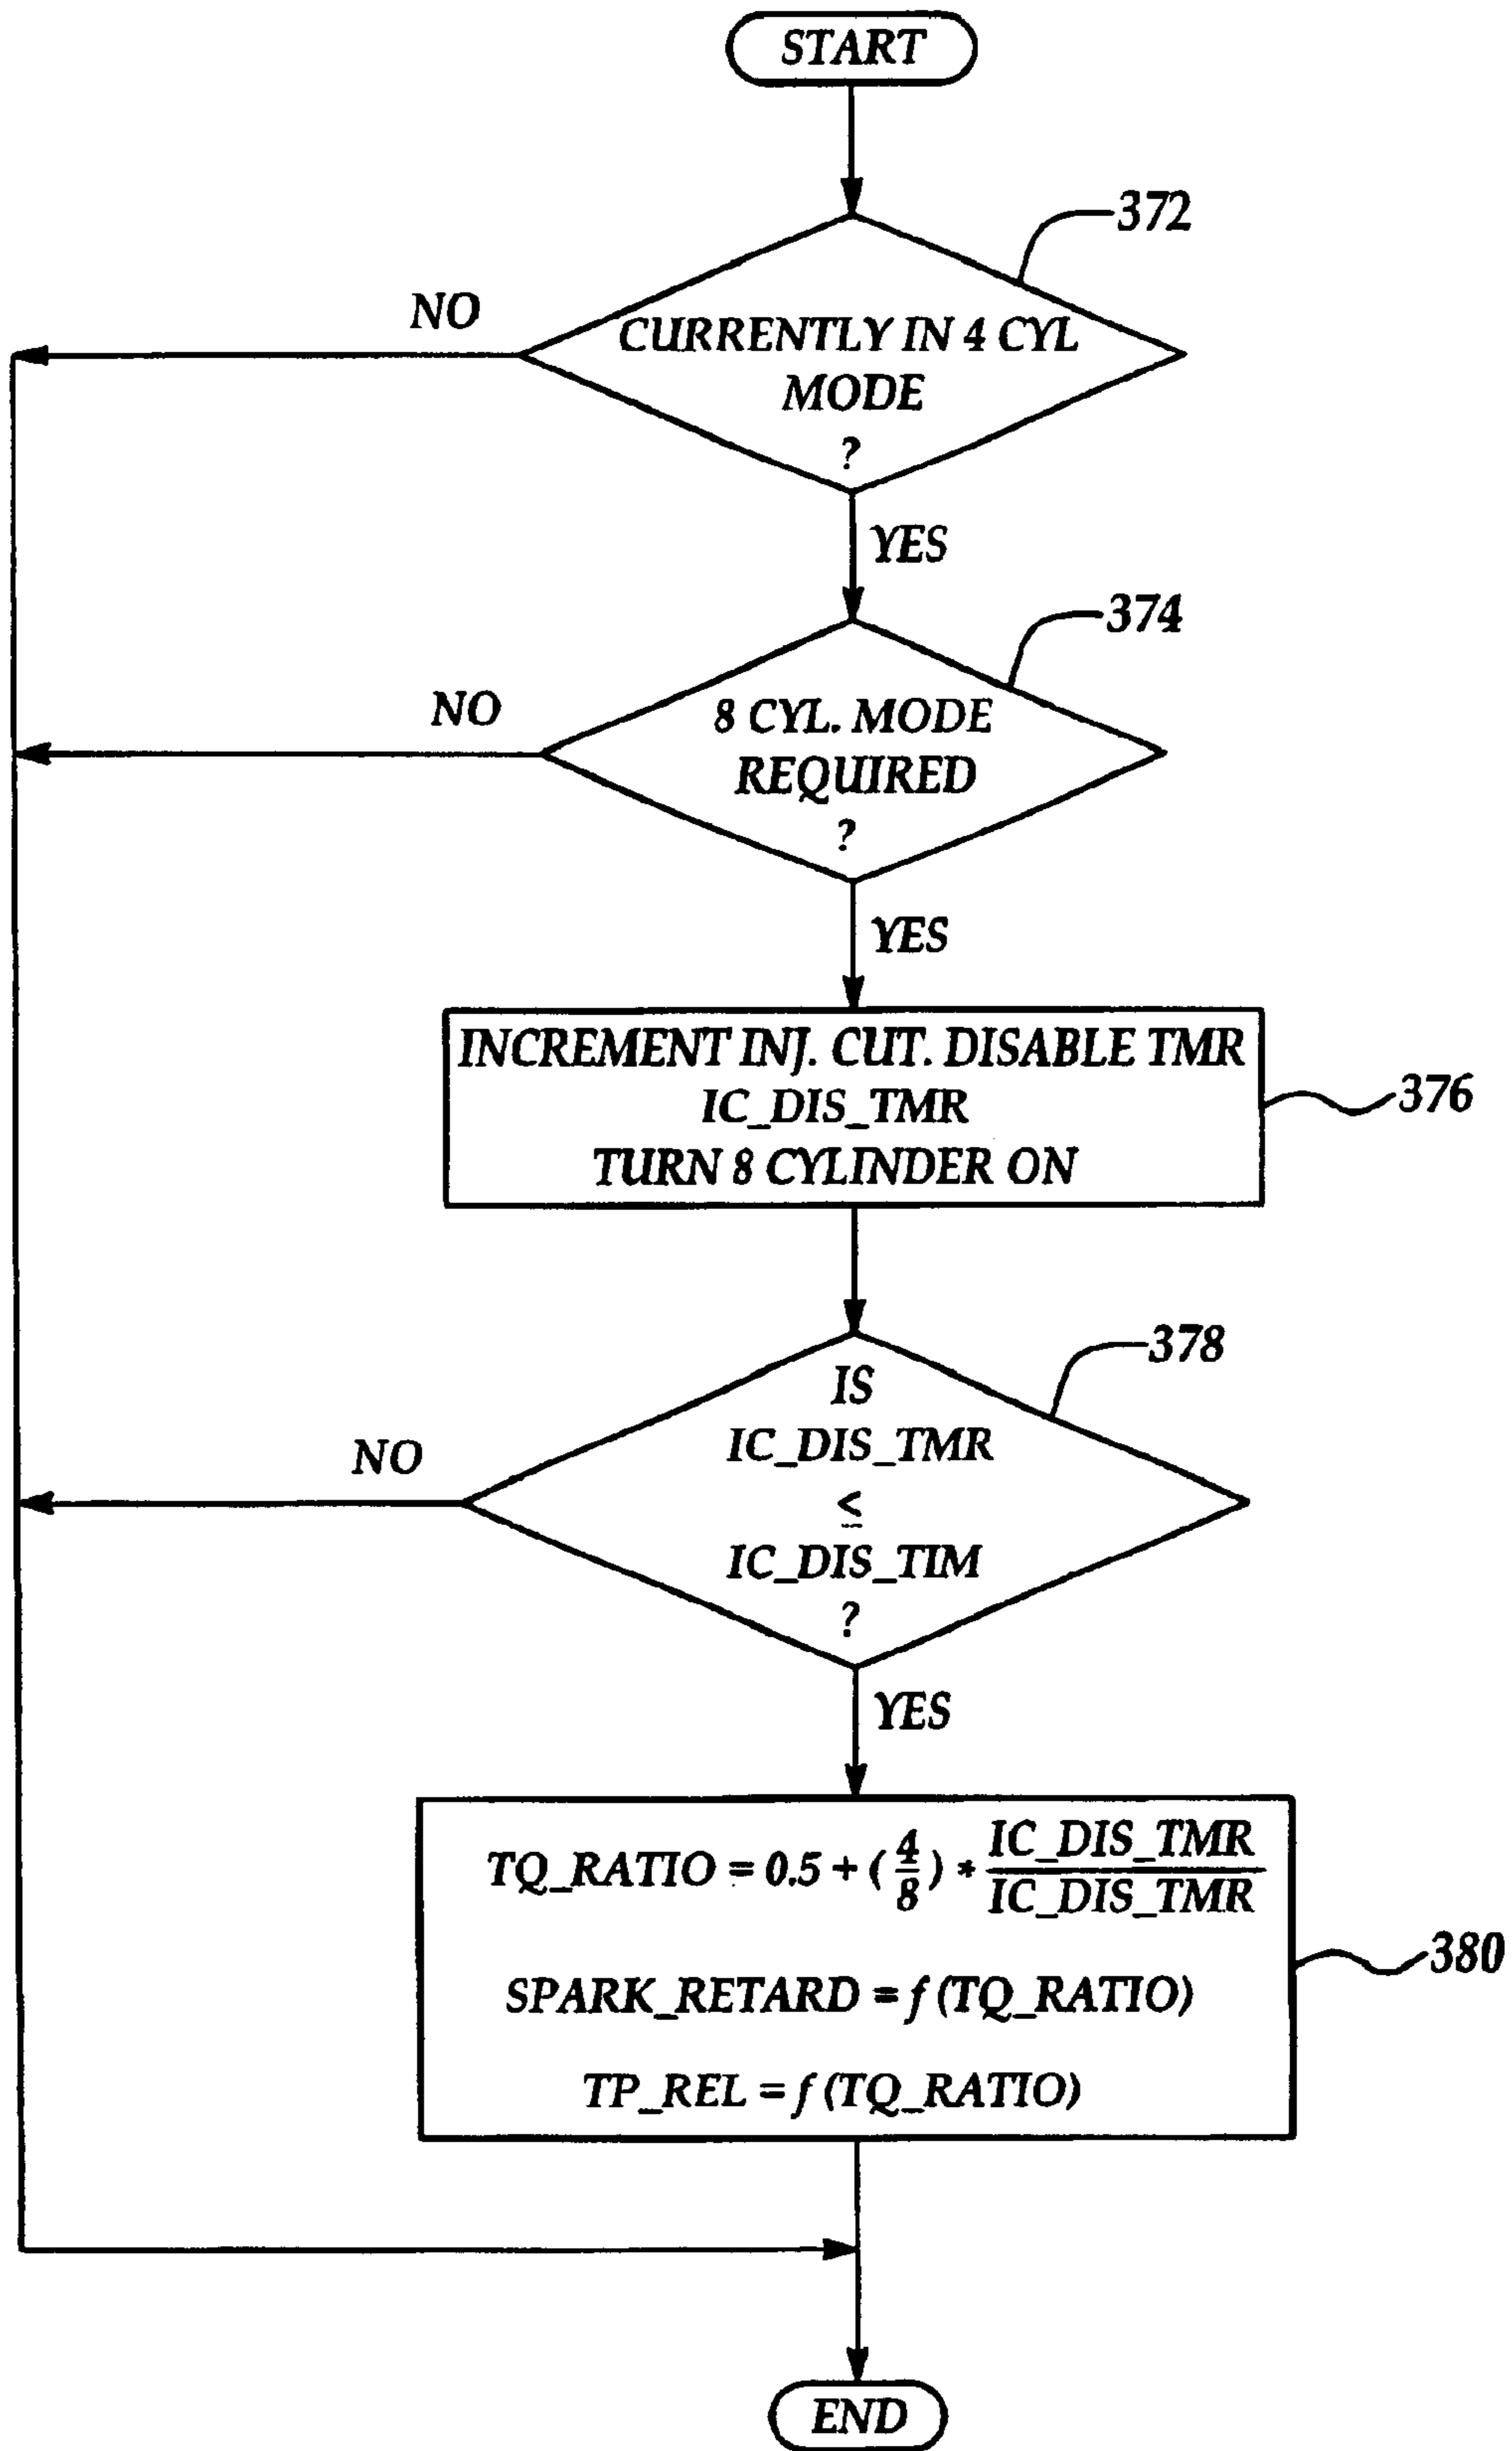 START
372
NO
CURRENTLY IN 4 CYL
MODE
?
YES
374
NO
8 CYL. MODE
REQUIRED
?
YES
INCREMENT INJ. CUT. DISABLE TMR
IC_DIS_TMR
TURN 8 CYLINDER ON
376
378
NO
IS
IC_DIS_TMR
≤
IC_DIS_TIM
?
YES
TQ_RATIO = 0.5 + (4/8) * IC_DIS_TMR/IC_DIS_TMR
SPARK_RETARD = f (TQ_RATIO)
TP_REL = f (TQ_RATIO)
380
END